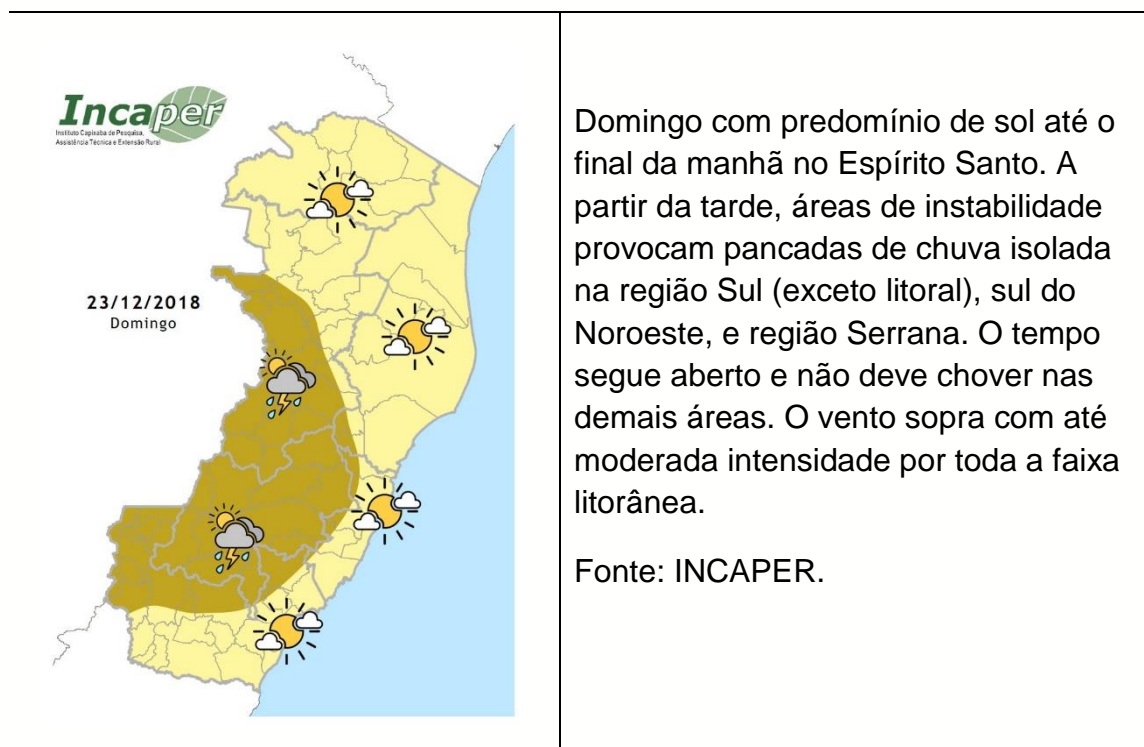 Incaper
Instituto Capixaba de Pesquisa,
Assistência Técnica e Extensão Rural
23/12/2018
Domingo
Domingo com predomínio de sol até o
final da manhã no Espírito Santo. A
partir da tarde, áreas de instabilidade
provocam pancadas de chuva isolada
na região Sul (exceto litoral), sul do
Noroeste, e região Serrana. O tempo
segue aberto e não deve chover nas
demais áreas. O vento sopra com até
moderada intensidade por toda a faixa
litorânea.
Fonte: INCAPER.